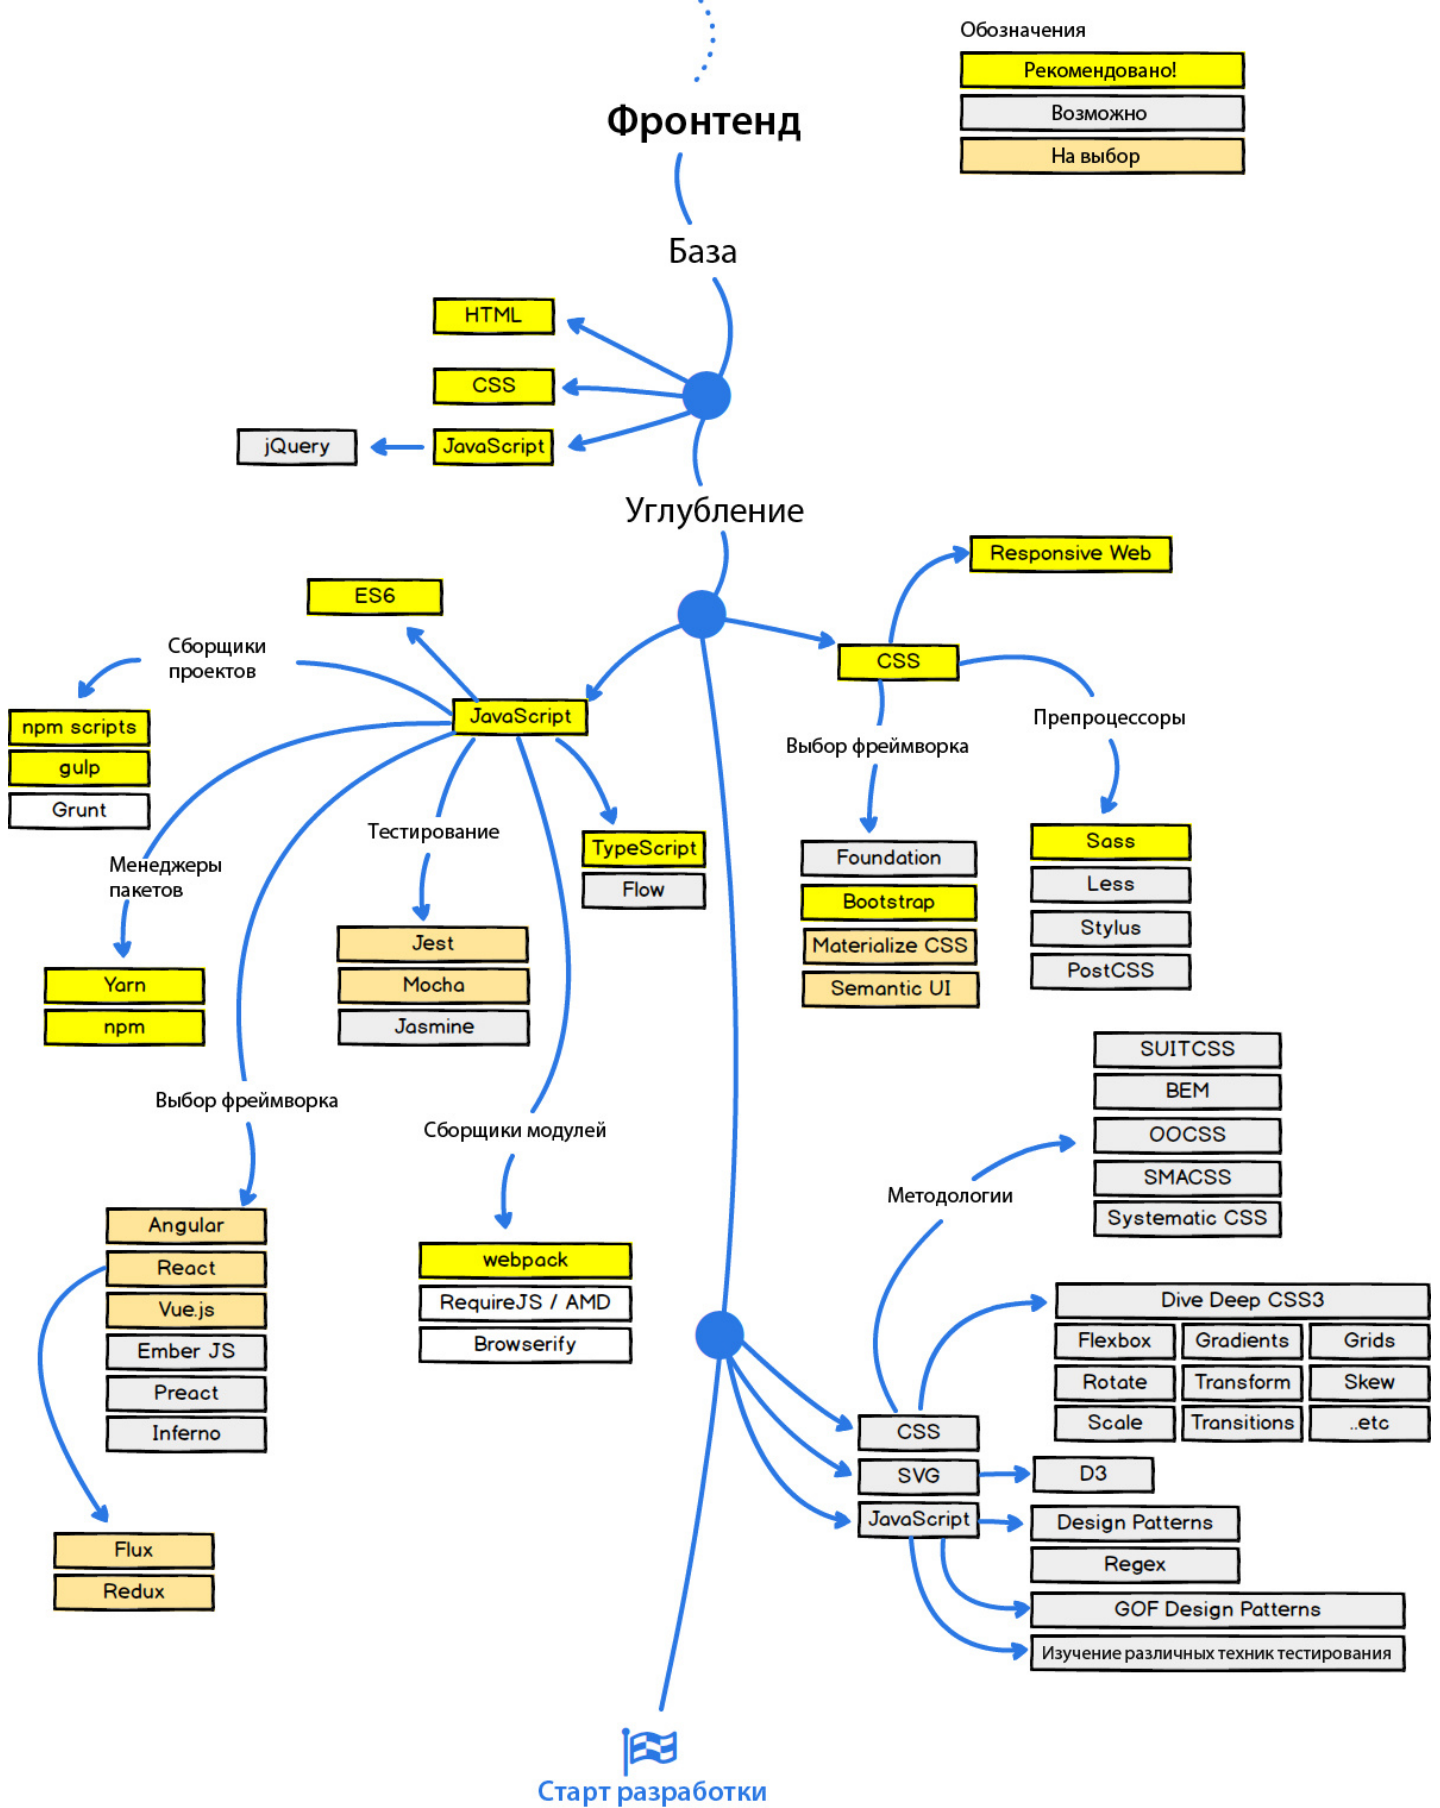 Обозначения
Рекомендовано!
Возможно
На выбор
Фронтенд
База
HTML
CSS
JavaScript
jQuery
Углубление
Responsive Web
ES6
CSS
Сборщики
проектов
JavaScript
npm scripts
gulp
Grunt
Препроцессоры
Выбор фреймворка
Тестирование
TypeScript
Flow
Foundation
Bootstrap
Materialize CSS
Semantic UI
Sass
Less
Stylus
PostCSS
Менеджеры
пакетов
Yarn
npm
Jest
Mocha
Jasmine
Выбор фреймворка
Сборщики модулей
SUITCSS
BEM
OOCSS
SMACSS
Systematic CSS
Методологии
Angular
React
Vue.js
Ember JS
Preact
Inferno
webpack
RequireJS / AMD
Browserify
Dive Deep CSS3
Flexbox Gradients Grids
Rotate Transform Skew
Scale Transitions ..etc
CSS
SVG
JavaScript
D3
Design Patterns
Regex
GOF Design Patterns
Изучение различных техник тестирования
Flux
Redux
Старт разработки